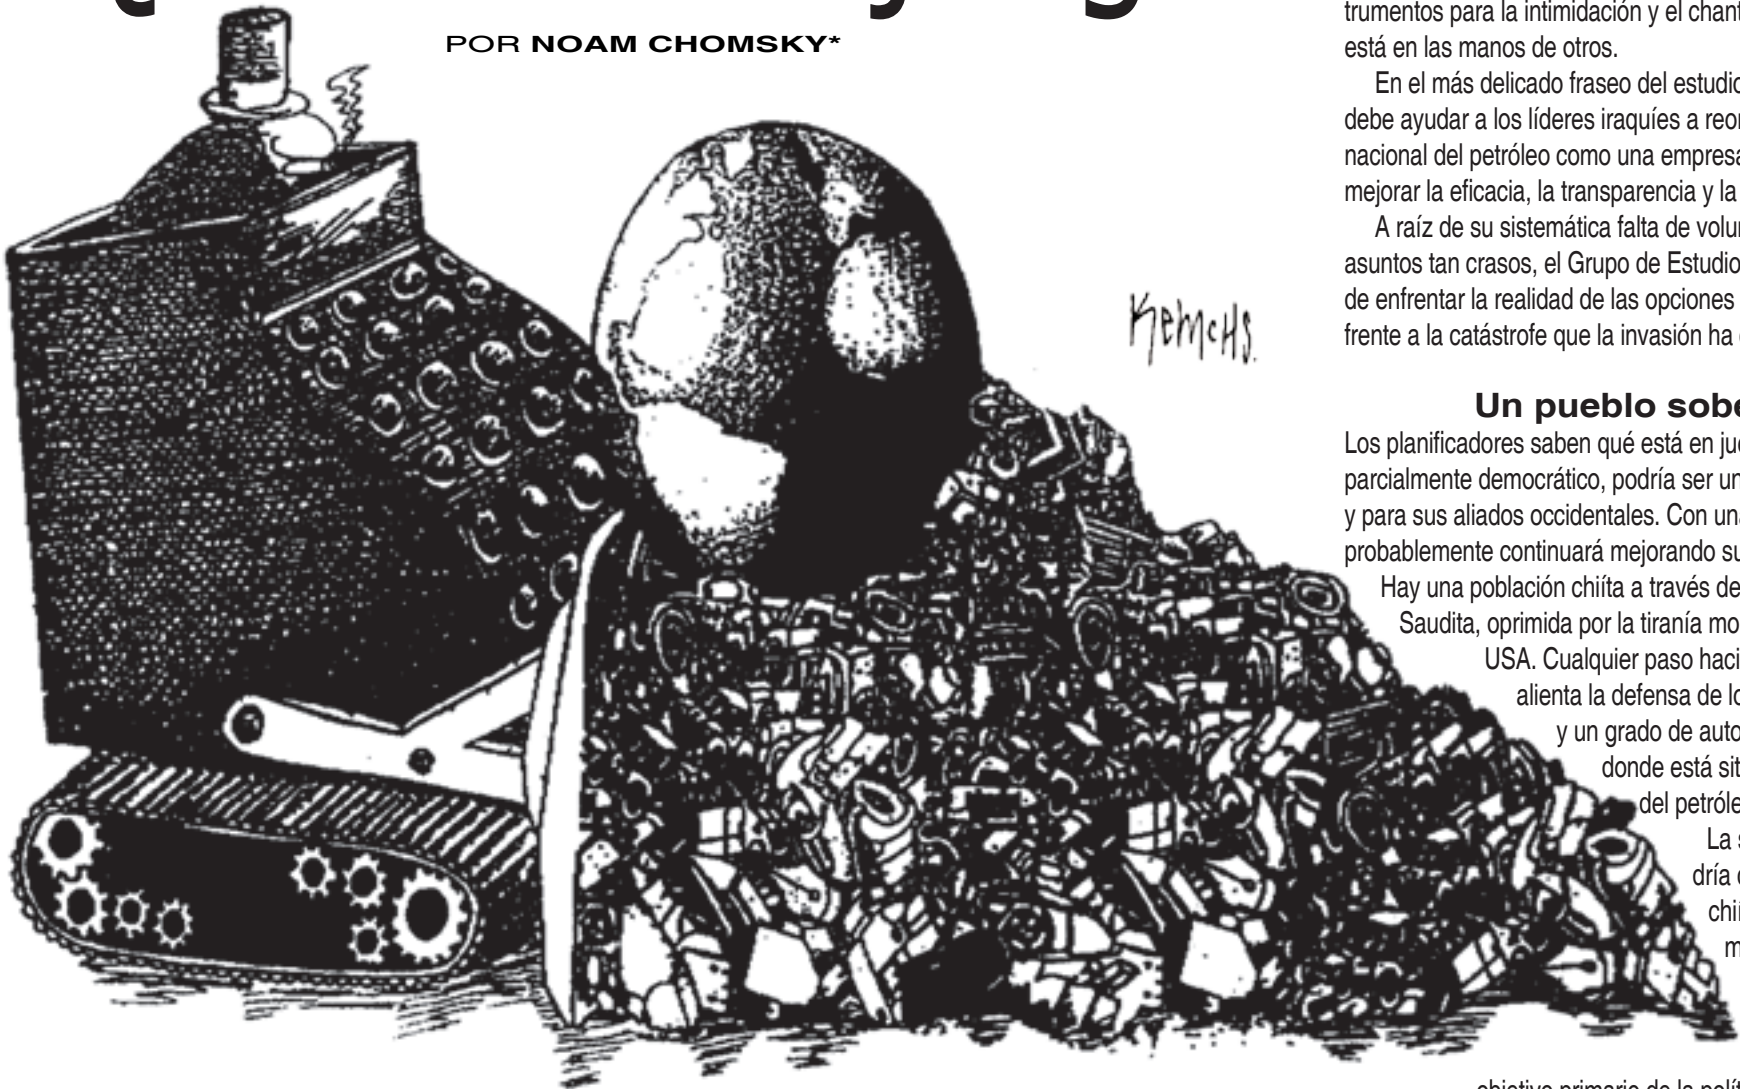 POR NOAM CHOMSKY*
KEMCHS.
trumentos para la intimidación y el chant
está en las manos de otros.
En el más delicado fraseo del estudio
debe ayudar a los líderes iraquíes a reor
nacional del petróleo como una empresa
mejorar la eficacia, la transparencia y la
A raíz de su sistemática falta de volun
asuntos tan crasos, el Grupo de Estudio
de enfrentar la realidad de las opciones
frente a la catástrofe que la invasión ha
Un pueblo sobe
Los planificadores saben qué está en jue
parcialmente democrático, podría ser un
y para sus aliados occidentales. Con una
probablemente continuará mejorando su
Hay una población chiíta a través de
Saudita, oprimida por la tiranía mo
USA. Cualquier paso haci
alienta la defensa de lo
y un grado de auto
donde está sit
del petróle
La s
dría
chi
m
objetivo primario de la polít